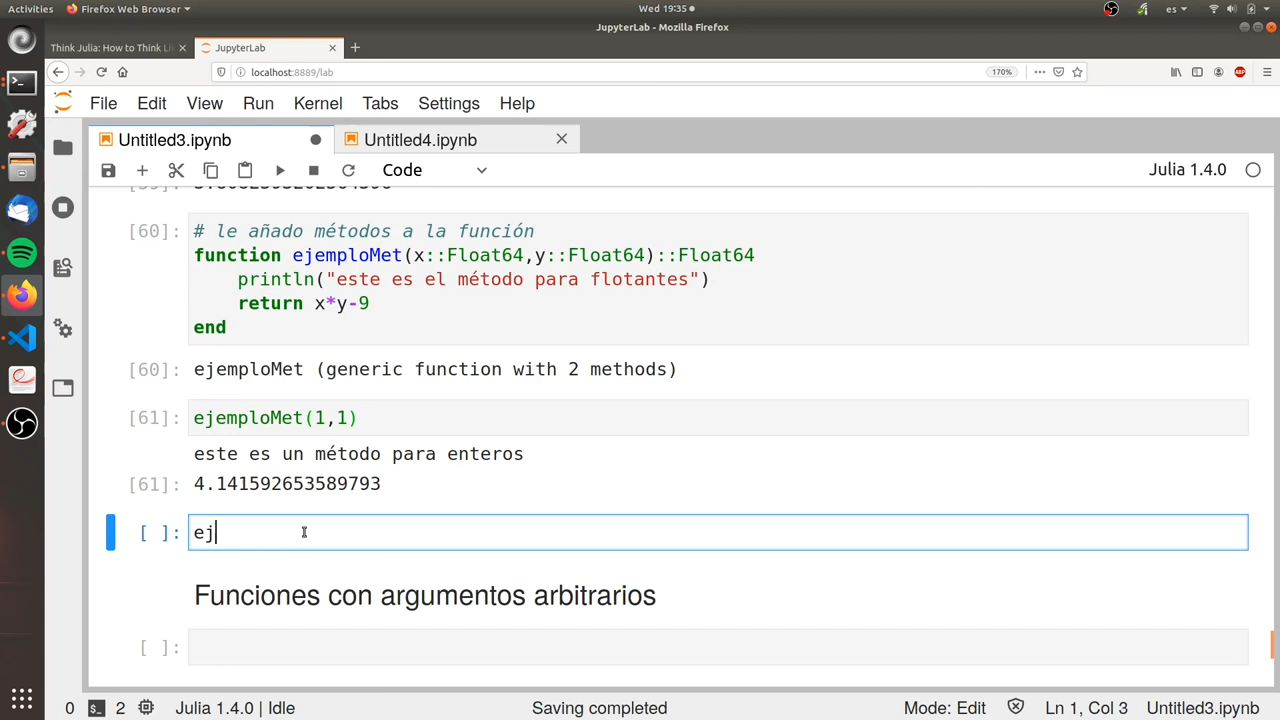 Activities Firefox Web Browser Wed 19:35 es
JupyterLab - Mozilla Firefox
Think Julia: How to Think Li JupyterLab
localhost:8889/lab 170% ABP
File Edit View Run Kernel Tabs Settings Help
Untitled3.ipynb Untitled4.ipynb
Code Julia 1.4.0
[60]: # le añado métodos a la función
function ejemploMet(x::Float64,y::Float64)::Float64
println("este es el método para flotantes")
return x*y-9
end
[60]: ejemploMet (generic function with 2 methods)
[61]: ejemploMet(1,1)
este es un método para enteros
[61]: 4.141592653589793
[ ]: ej
Funciones con argumentos arbitrarios
[ ]:
0 2 Julia 1.4.0 | Idle Saving completed Mode: Edit Ln 1, Col 3 Untitled3.ipynb